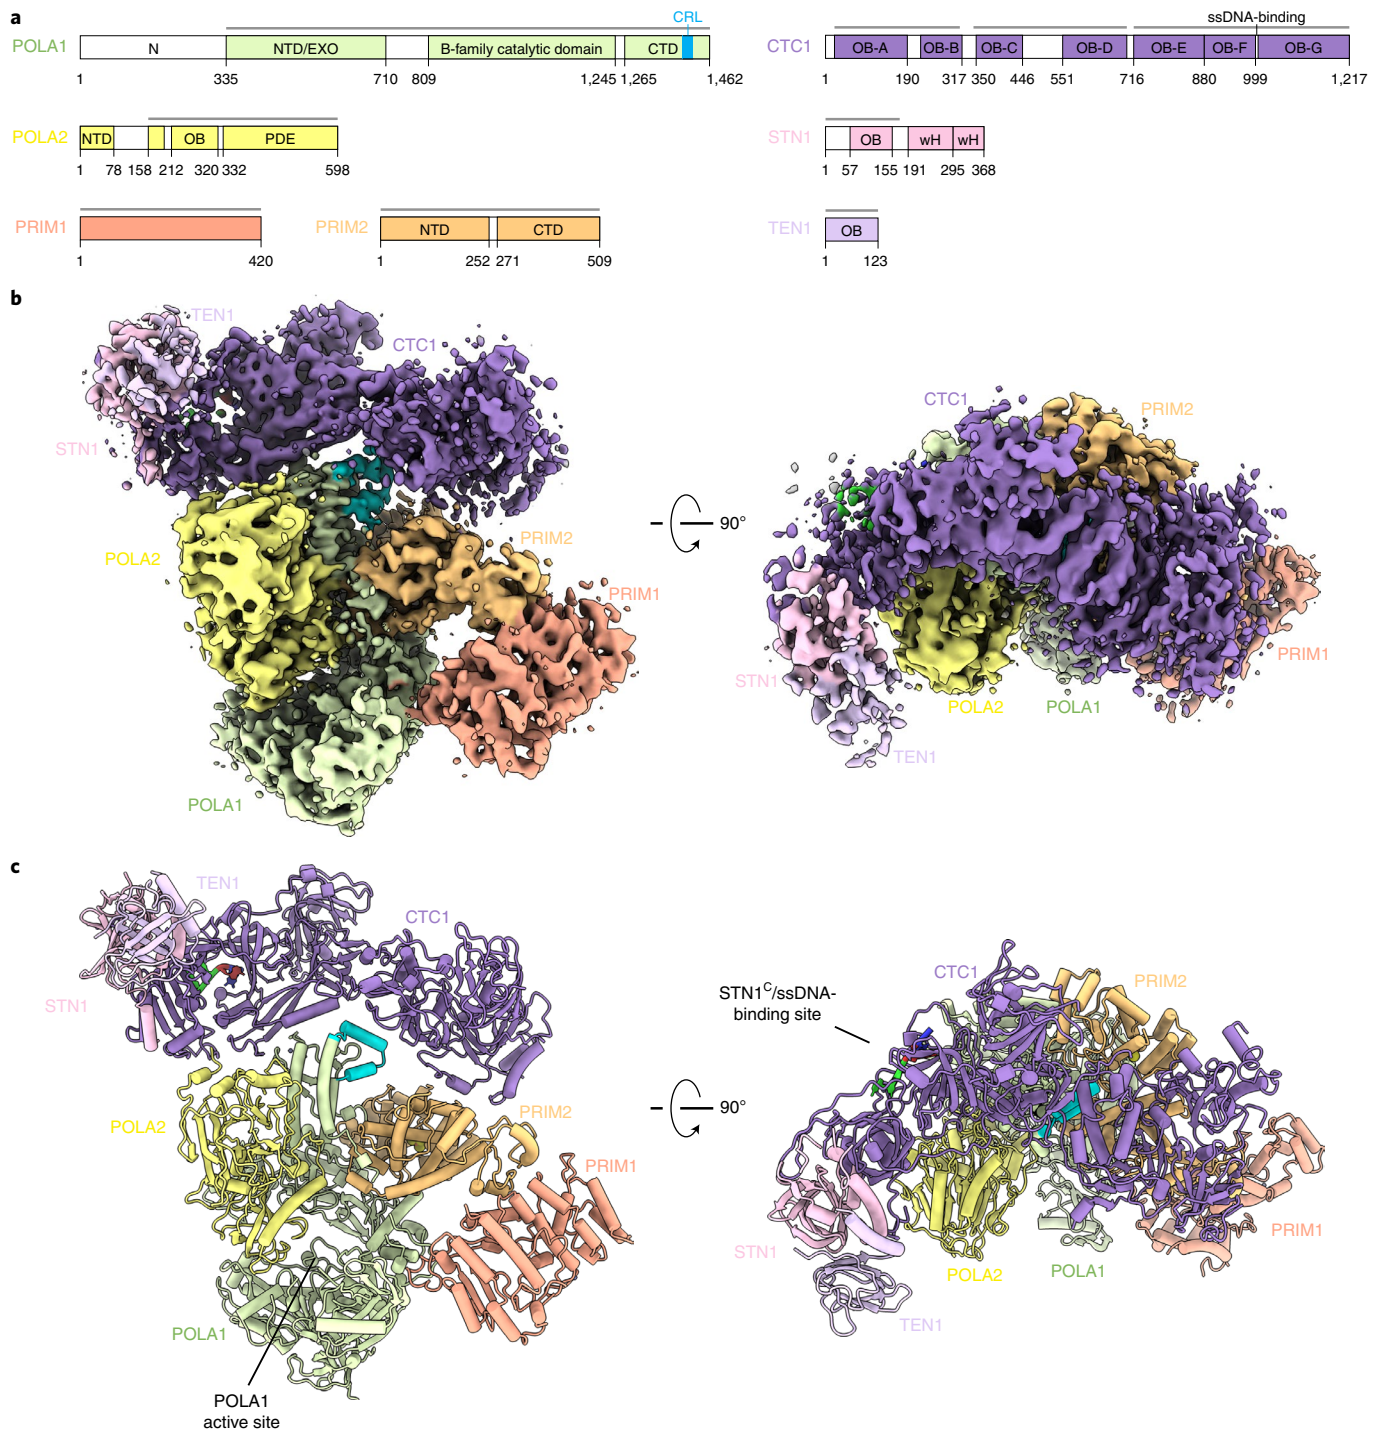 a
CRL
POLA1 N NTD/EXO B-family catalytic domain CTD
1 335 710 809 1,245 1,265 1,462
POLA2 NTD OB PDE
1 78 158 212 320 332 598
PRIM1
1 420
PRIM2 NTD CTD
1 252 271 509
ssDNA-binding
CTC1 OB-A OB-B OB-C OB-D OB-E OB-F OB-G
1 190 317 350 446 551 716 880 999 1,217
STN1 OB wH wH
1 57 155 191 295 368
TEN1 OB
1 123
b
TEN1
CTC1
STN1
POLA2
PRIM2
PRIM1
POLA1
90°
CTC1
PRIM2
STN1
POLA2
POLA1
PRIM1
TEN1
c
TEN1
CTC1
STN1
POLA2
PRIM2
PRIM1
POLA1
POLA1
active site
90°
CTC1
PRIM2
STN1C/ssDNA-
binding site
STN1
POLA2
POLA1
PRIM1
TEN1